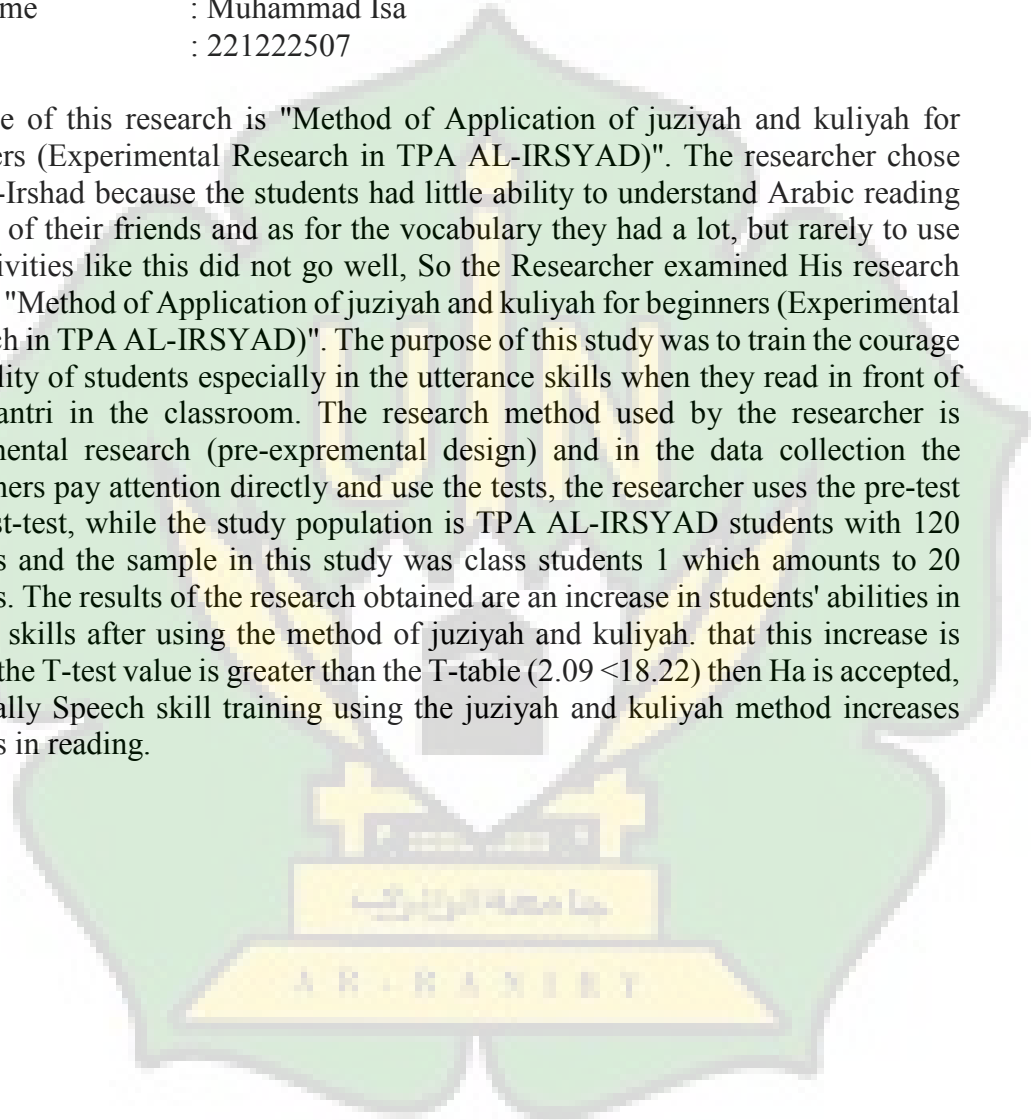 me : Muhammad Isa
: 221222507
e of this research is "Method of Application of juziyah and kuliyah for
ers (Experimental Research in TPA AL-IRSYAD)". The researcher chose
-Irshad because the students had little ability to understand Arabic reading
of their friends and as for the vocabulary they had a lot, but rarely to use
ivities like this did not go well, So the Researcher examined His research
"Method of Application of juziyah and kuliyah for beginners (Experimental
ch in TPA AL-IRSYAD)". The purpose of this study was to train the courage
lity of students especially in the utterance skills when they read in front of
antri in the classroom. The research method used by the researcher is
mental research (pre-expremental design) and in the data collection the
hers pay attention directly and use the tests, the researcher uses the pre-test
st-test, while the study population is TPA AL-IRSYAD students with 120
s and the sample in this study was class students 1 which amounts to 20
s. The results of the research obtained are an increase in students' abilities in
skills after using the method of juziyah and kuliyah. that this increase is
the T-test value is greater than the T-table (2.09 <18.22) then Ha is accepted,
ally Speech skill training using the juziyah and kuliyah method increases
s in reading.
UIN
جامعة الرانيري
AR-RANIRY